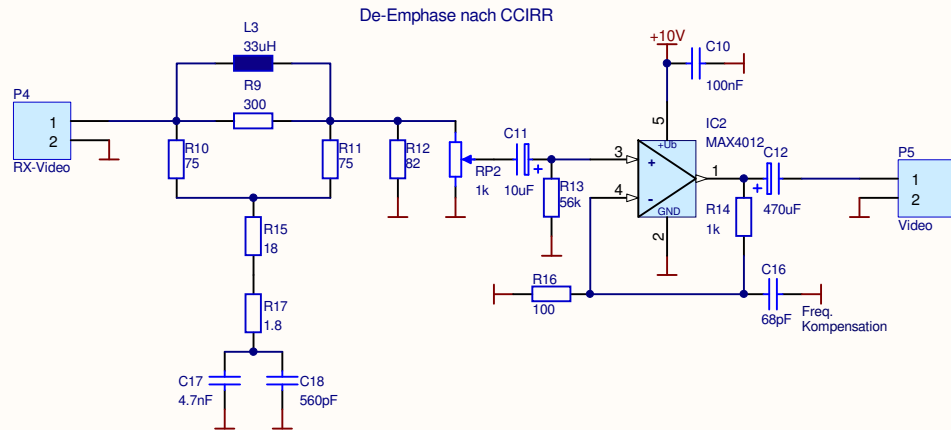 De-Emphase nach CCIRR
L3
33uH
R9
300
P4
1
2
RX-Video
R10
75
R11
75
R12
82
RP2
1k
C11
+
10uF
R13
56k
+10V
C10
100nF
IC2
MAX4012
5
+Ub
3
+
4
-
1
GND
2
C12
+
470uF
R14
1k
P5
1
2
Video
R15
18
R17
1.8
R16
100
C16
68pF
Freq.
Kompensation
C17
4.7nF
C18
560pF